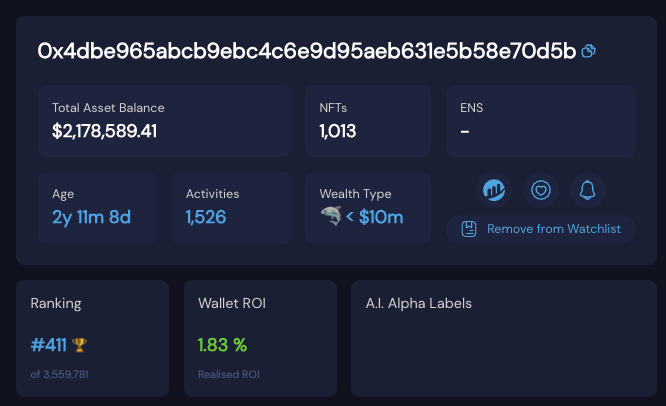 0x4dbe965abcb9ebc4c6e9d95aeb631e5b58e70d5b
Total Asset Balance
$2,178,589.41
NFTs
1,013
ENS
-
Age
2y 11m 8d
Activities
1,526
Wealth Type
< $10m
Remove from Watchlist
Ranking
#411
of 3,559,781
Wallet ROI
1.83 %
Realised ROI
A.I. Alpha Labels